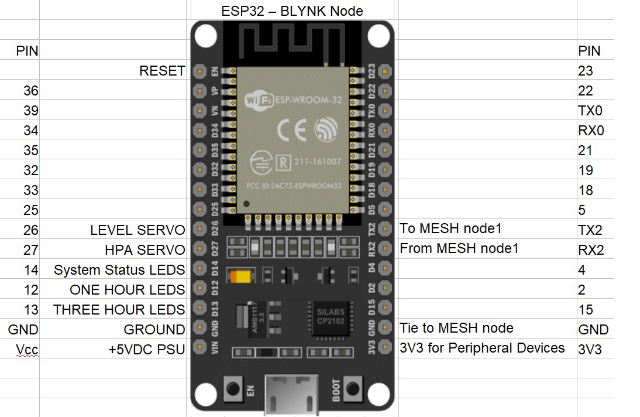 ESP32 – BLYNK Node
PIN PIN
RESET EN D23 23
36 VP D22 22
39 VN TX0 TX0
34 D34 RX0 RX0
35 D35 D21 21
32 D32 D19 19
33 D33 D18 18
25 D25 D5 5
26 LEVEL SERVO D26 TX2 To MESH node1 TX2
27 HPA SERVO D27 RX2 From MESH node1 RX2
14 System Status LEDS D14 D4 4
12 ONE HOUR LEDS D12 D2 2
13 THREE HOUR LEDS D13 D15 15
GND GROUND GND GND Tie to MESH node GND
Vcc +5VDC PSU VIN 3V3 3V3 for Peripheral Devices 3V3
WiFi ESP-WROOM-32
CE
R 211-161007
FCC ID:2AC7Z-ESPWROOM32
AMS1117
3.3
SILABS
CP2102
EN
BOOT